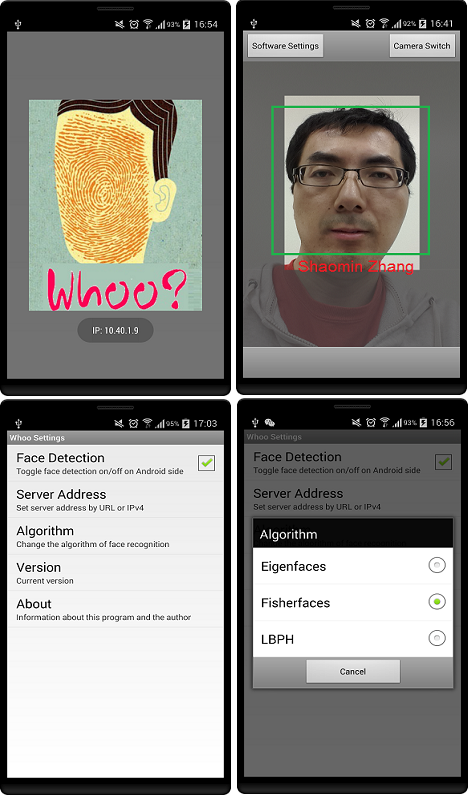 93% 16:54
Whoo?
IP: 10.40.1.9
92% 16:41
Software Settings
Camera Switch
Shaomin Zhang
95% 17:03
Whoo Settings
Face Detection
Toggle face detection on/off on Android side
Server Address
Set server address by URL or IPv4
Algorithm
Change the algorithm of face recognition
Version
Current version
About
Information about this program and the author
93% 16:56
Whoo Settings
Face Detection
Toggle face detection on/off on Android side
Server Address
Set server address by URL or IPv4
Algorithm
Eigenfaces
Fisherfaces
LBPH
Cancel